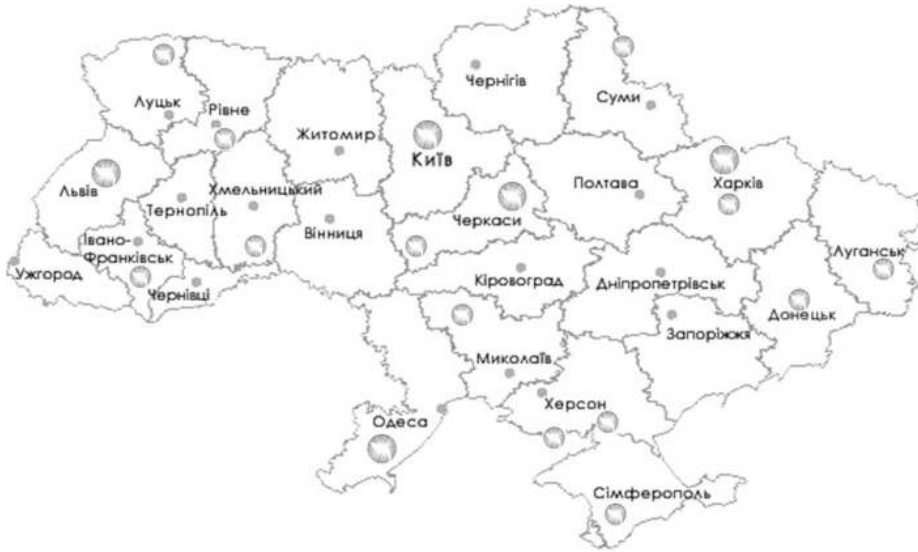 Чернігів
Суми
Луцьк
Рівне
Житомир
Київ
Львів
Тернопіль
Хмельницький
Вінниця
Черкаси
Полтава
Харків
Івано-
Франківськ
Ужгород
Чернівці
Кіровоград
Дніпропетрівськ
Луганськ
Донецьк
Запоріжжя
Миколаїв
Херсон
Одеса
Сімферополь